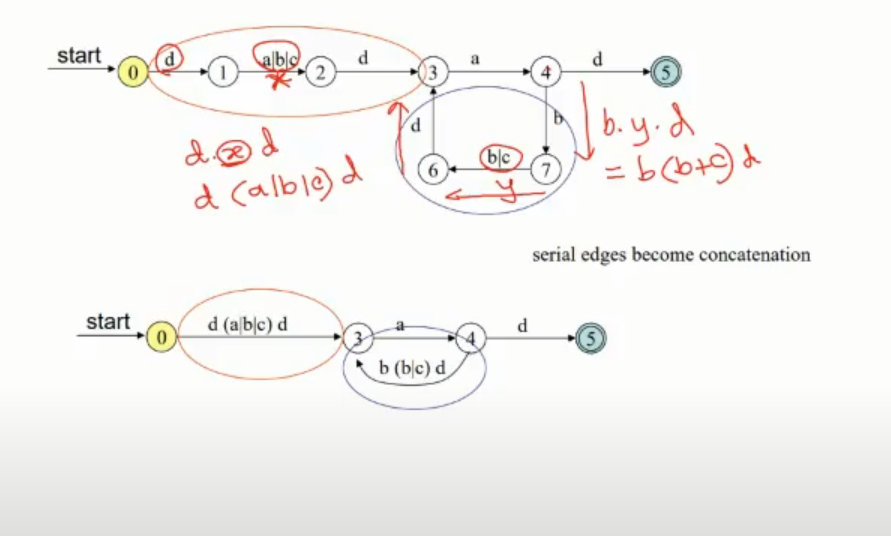 start 0 d 1 a|b|c 2 d 3 a 4 d 5
x
d b
b.y.d
d.x d
6 b|c 7
= b(b+c) d
y
d (a|b|c) d
serial edges become concatenation
start 0 d (a|b|c) d 3 a 4 d 5
b (b|c) d